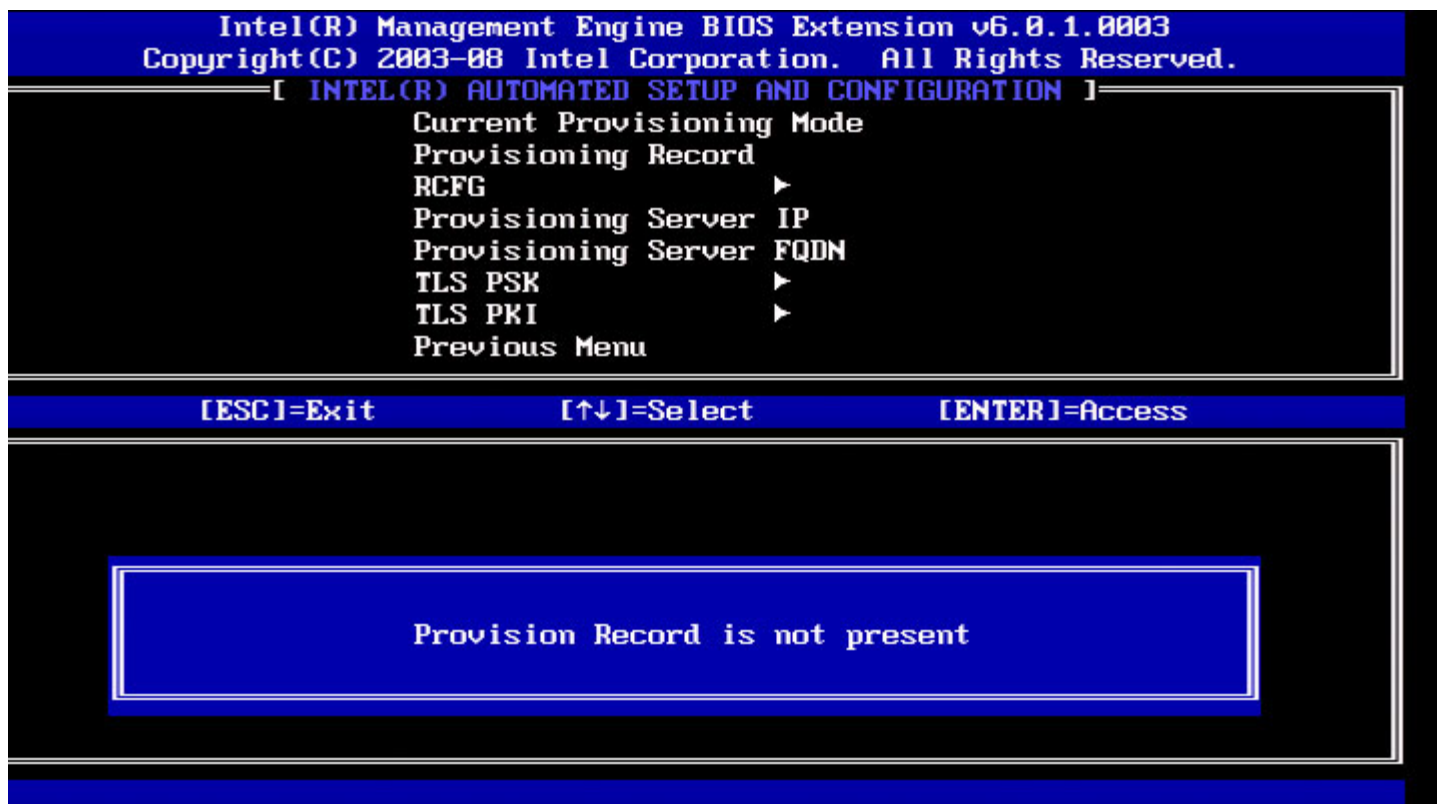 Intel(R) Management Engine BIOS Extension v6.0.1.0003
Copyright(C) 2003-08 Intel Corporation. All Rights Reserved.
[ INTEL(R) AUTOMATED SETUP AND CONFIGURATION ]
Current Provisioning Mode
Provisioning Record
RCFG ►
Provisioning Server IP
Provisioning Server FQDN
TLS PSK ►
TLS PKI ►
Previous Menu
[ESC]=Exit [↑↓]=Select [ENTER]=Access
Provision Record is not present